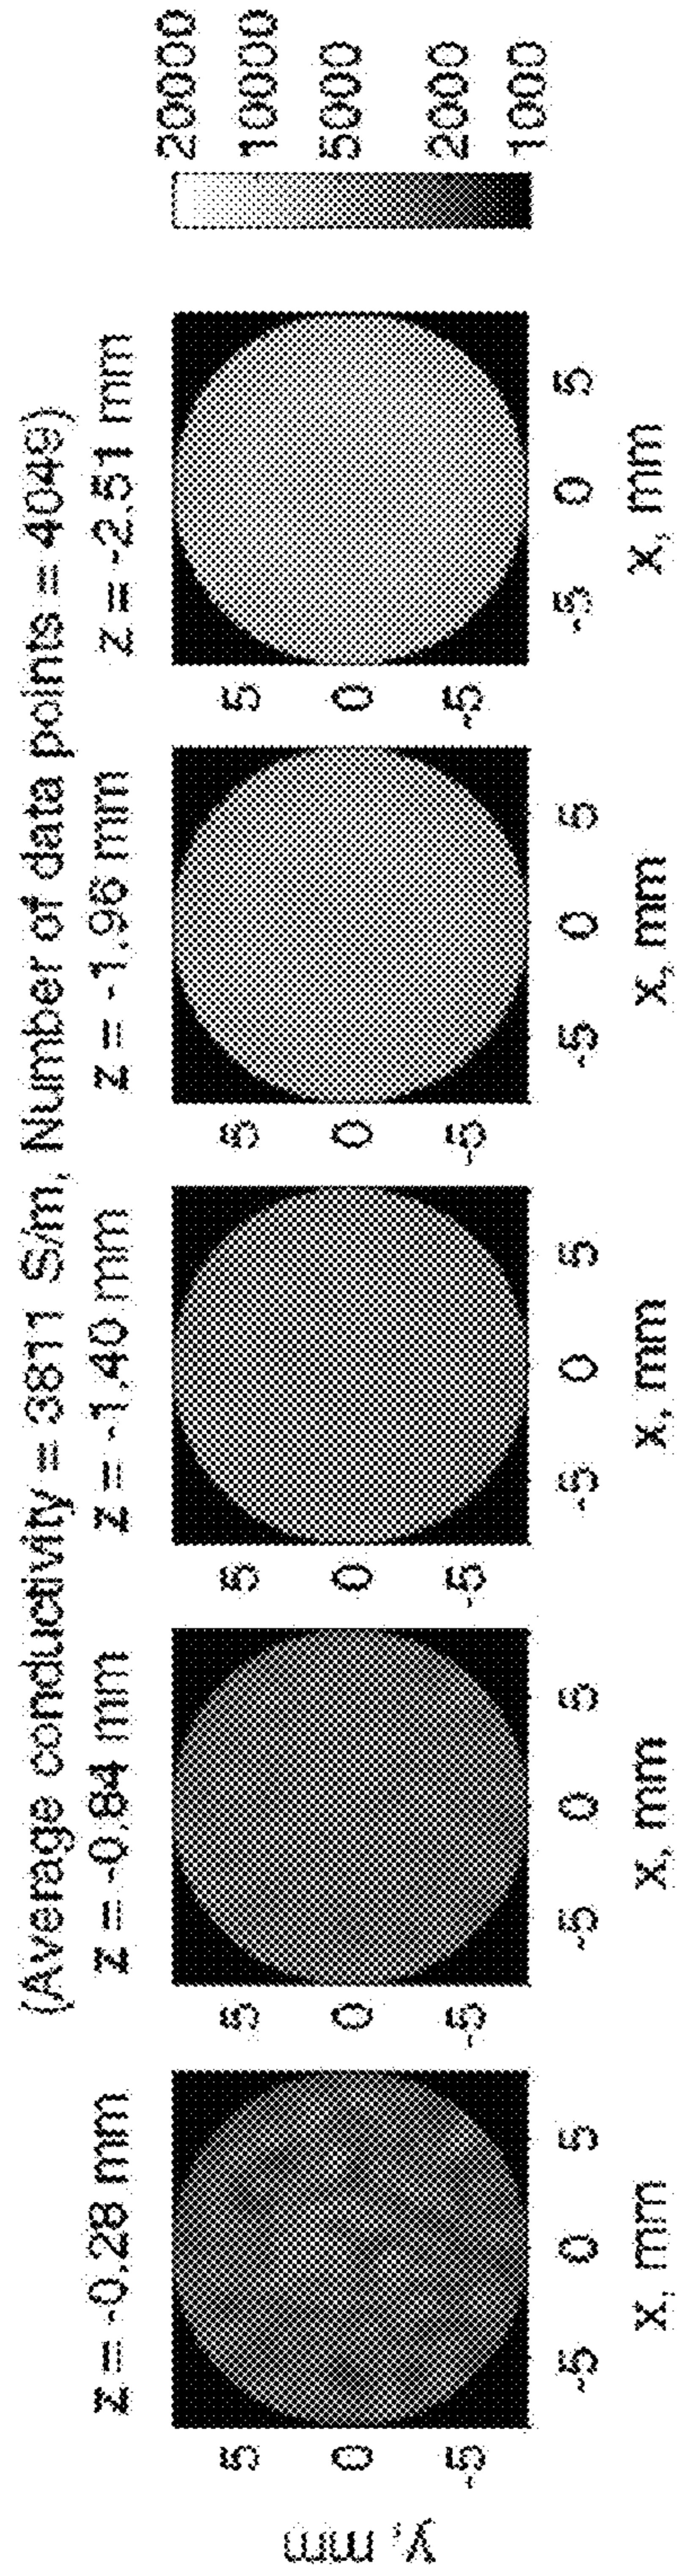 (Average conductivity = 3811 S/m, Number of data points = 4049)
z = -0.28 mm z = -0.84 mm z = -1.40 mm z = -1.96 mm z = -2.51 mm
y, mm
5 0 -5
5 0 -5
5 0 -5
5 0 -5
5 0 -5
20000
10000
5000
2000
1000
-5 0 5 -5 0 5 -5 0 5 -5 0 5 -5 0 5
x, mm x, mm x, mm x, mm x, mm